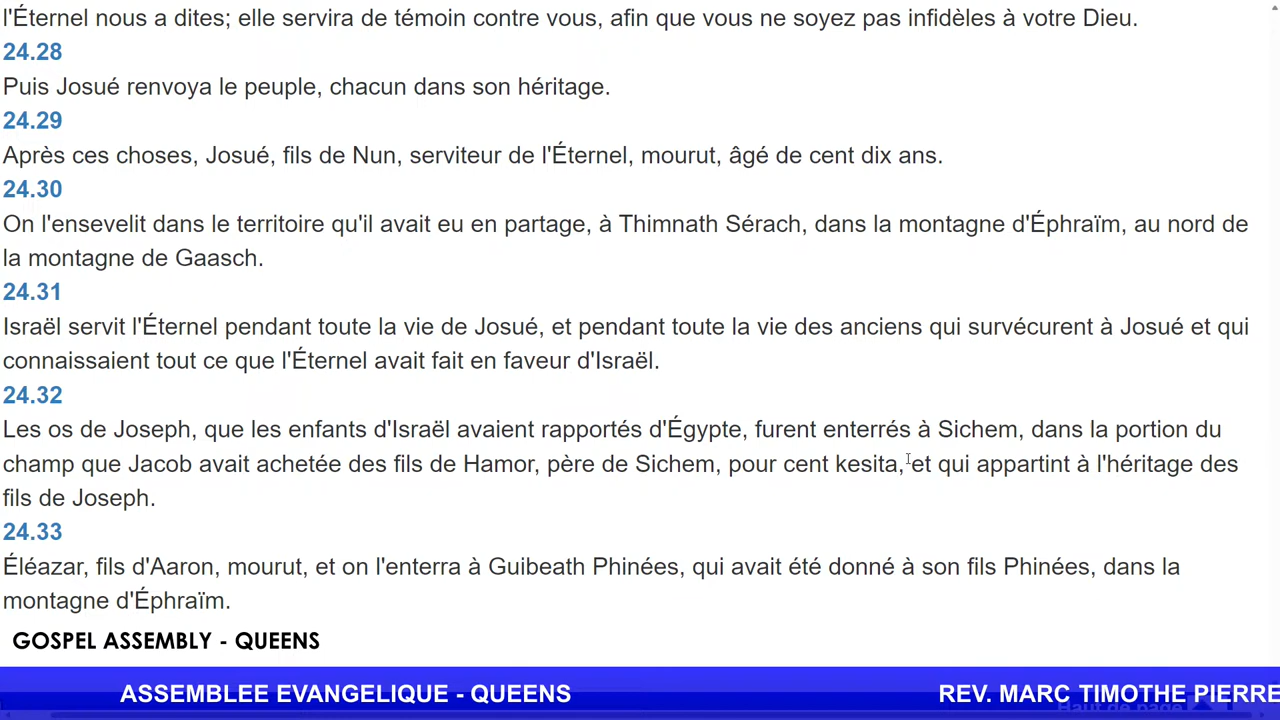 l'Éternel nous a dites; elle servira de témoin contre vous, afin que vous ne soyez pas infidèles à votre Dieu.
24.28
Puis Josué renvoya le peuple, chacun dans son héritage.
24.29
Après ces choses, Josué, fils de Nun, serviteur de l'Éternel, mourut, âgé de cent dix ans.
24.30
On l'ensevelit dans le territoire qu'il avait eu en partage, à Thimnath Sérach, dans la montagne d'Éphraïm, au nord de
la montagne de Gaasch.
24.31
Israël servit l'Éternel pendant toute la vie de Josué, et pendant toute la vie des anciens qui survécurent à Josué et qui
connaissaient tout ce que l'Éternel avait fait en faveur d'Israël.
24.32
Les os de Joseph, que les enfants d'Israël avaient rapportés d'Égypte, furent enterrés à Sichem, dans la portion du
champ que Jacob avait achetée des fils de Hamor, père de Sichem, pour cent kesita, et qui appartint à l'héritage des
fils de Joseph.
24.33
Éléazar, fils d'Aaron, mourut, et on l'enterra à Guibeath Phinées, qui avait été donné à son fils Phinées, dans la
montagne d'Éphraïm.
GOSPEL ASSEMBLY - QUEENS
ASSEMBLEE EVANGELIQUE - QUEENS REV. MARC TIMOTHE PIERRE
Haut de page